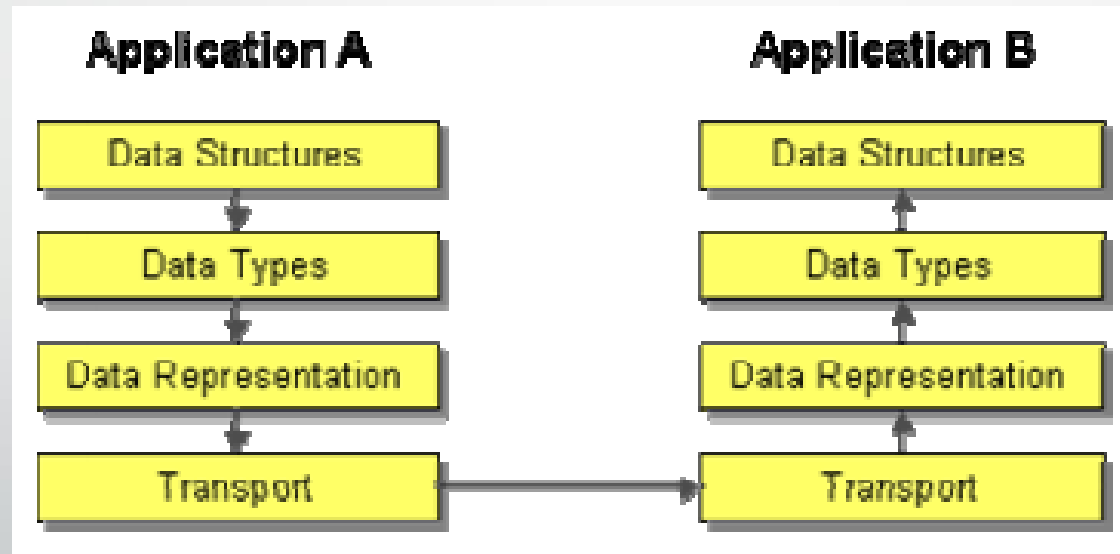 Application A
Application B
Data Structures
Data Structures
Data Types
Data Types
Data Representation
Data Representation
Transport
Transport